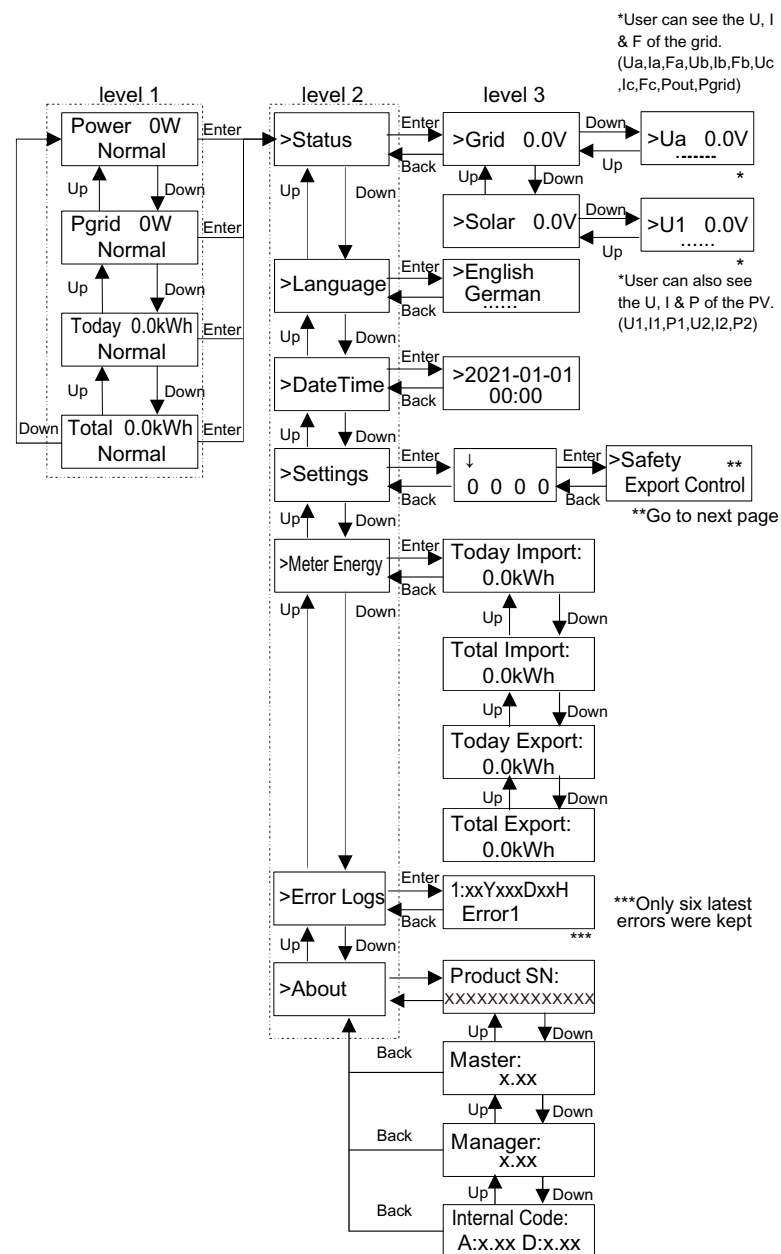 *User can see the U, I
& F of the grid.
(Ua,Ia,Fa,Ub,Ib,Fb,Uc
,Ic,Fc,Pout,Pgrid)
level 1
level 2
level 3
Power 0W
Normal
Enter
>Status
Enter
Back
>Grid 0.0V
Down
Up
>Ua 0.0V
.......
*
Up
Down
Up
Down
Up
Down
Pgrid 0W
Normal
Enter
>Solar 0.0V
Down
Up
>U1 0.0V
......
*
*User can also see
the U, I & P of the PV.
(U1,I1,P1,U2,I2,P2)
Up
Down
>Language
Enter
Back
>English
German
......
Today 0.0kWh
Normal
Enter
Up
Down
Up
Down
>DateTime
Enter
Back
>2021-01-01
00:00
Down
Total 0.0kWh
Normal
Enter
Up
Down
>Settings
Enter
Back
↓
0 0 0 0
Enter
Back
>Safety
**
Export Control
**Go to next page
Up
Down
>Meter Energy
Enter
Back
Today Import:
0.0kWh
Up
Down
Up
Down
Total Import:
0.0kWh
Up
Down
Today Export:
0.0kWh
Up
Down
Total Export:
0.0kWh
>Error Logs
Enter
Back
1:xxYxxxDxxH
Error1
***
***Only six latest
errors were kept
Up
Down
>About
Product SN:
XXXXXXXXXXXXXX
Up
Down
Back
Master:
x.xx
Up
Down
Back
Manager:
x.xx
Up
Down
Back
Internal Code:
A:x.xx D:x.xx